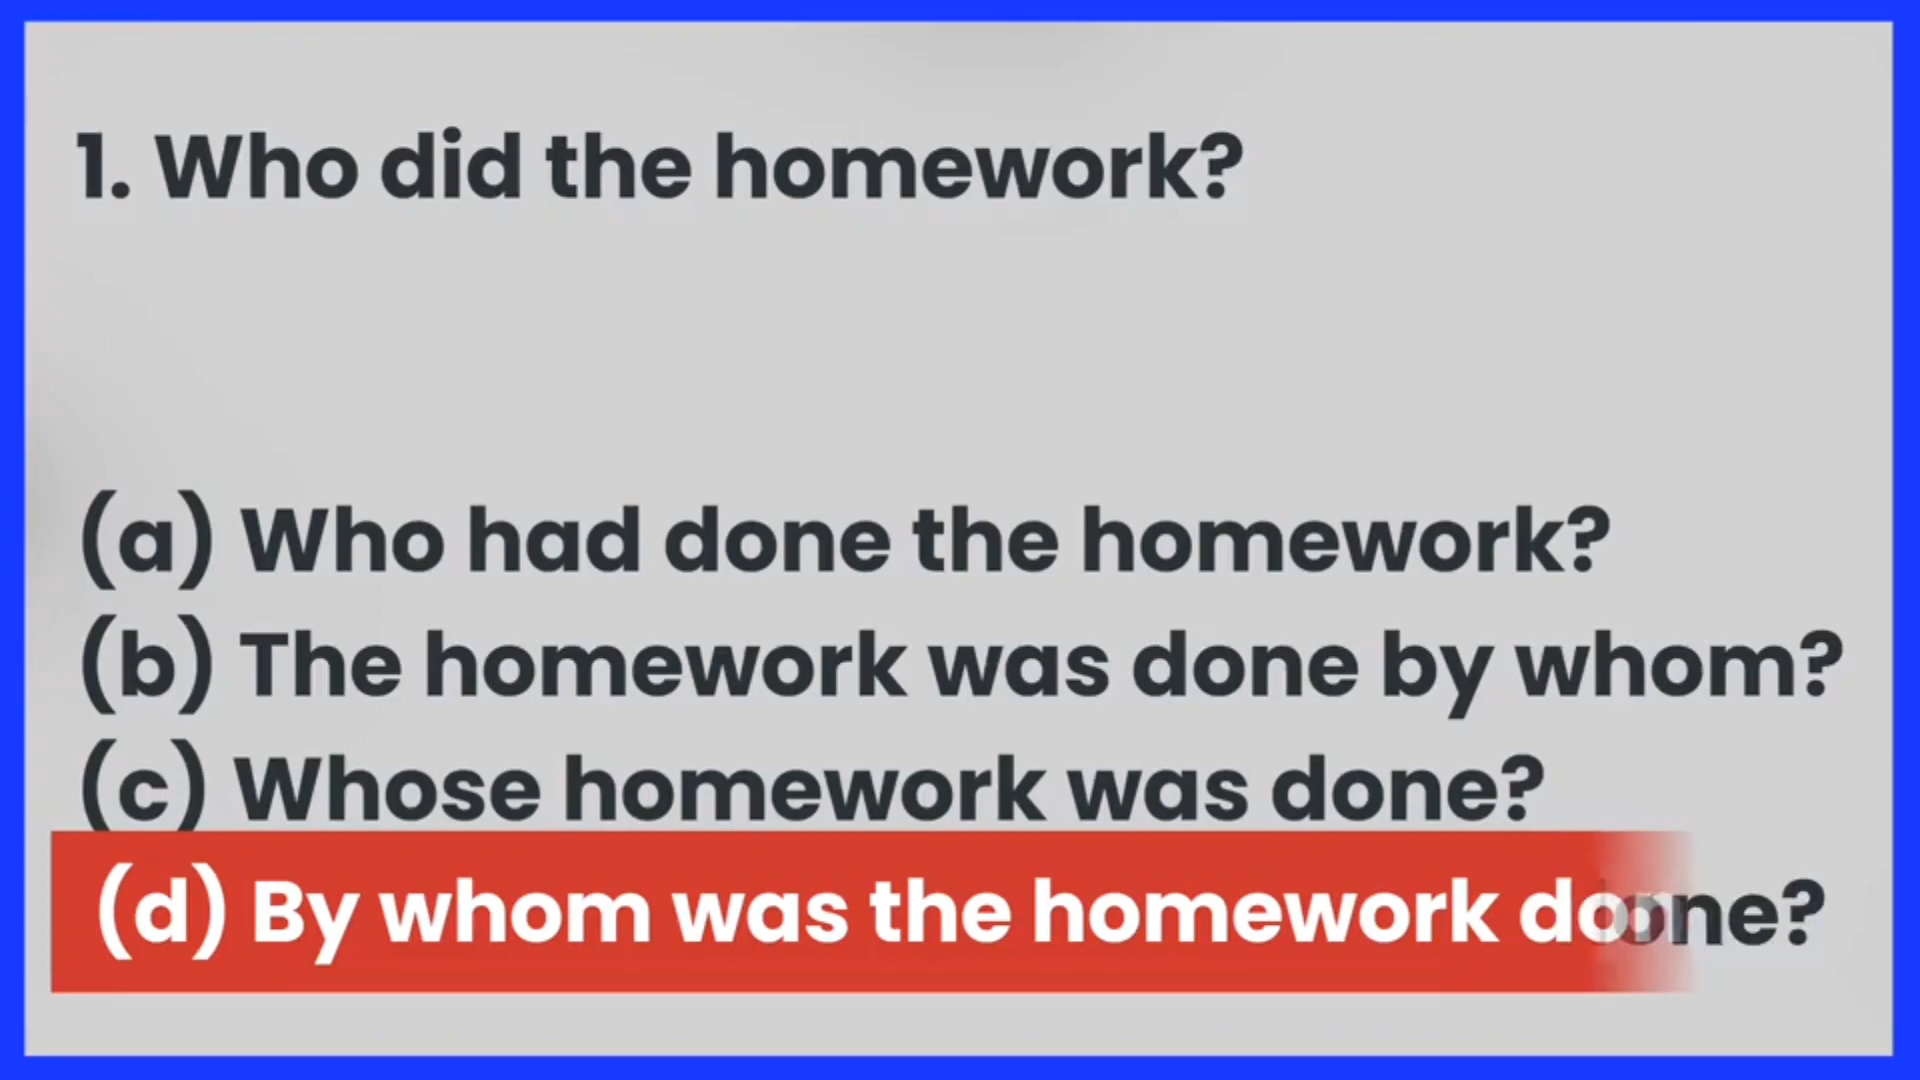 1. Who did the homework?
(a) Who had done the homework?
(b) The homework was done by whom?
(c) Whose homework was done?
(d) By whom was the homework done?